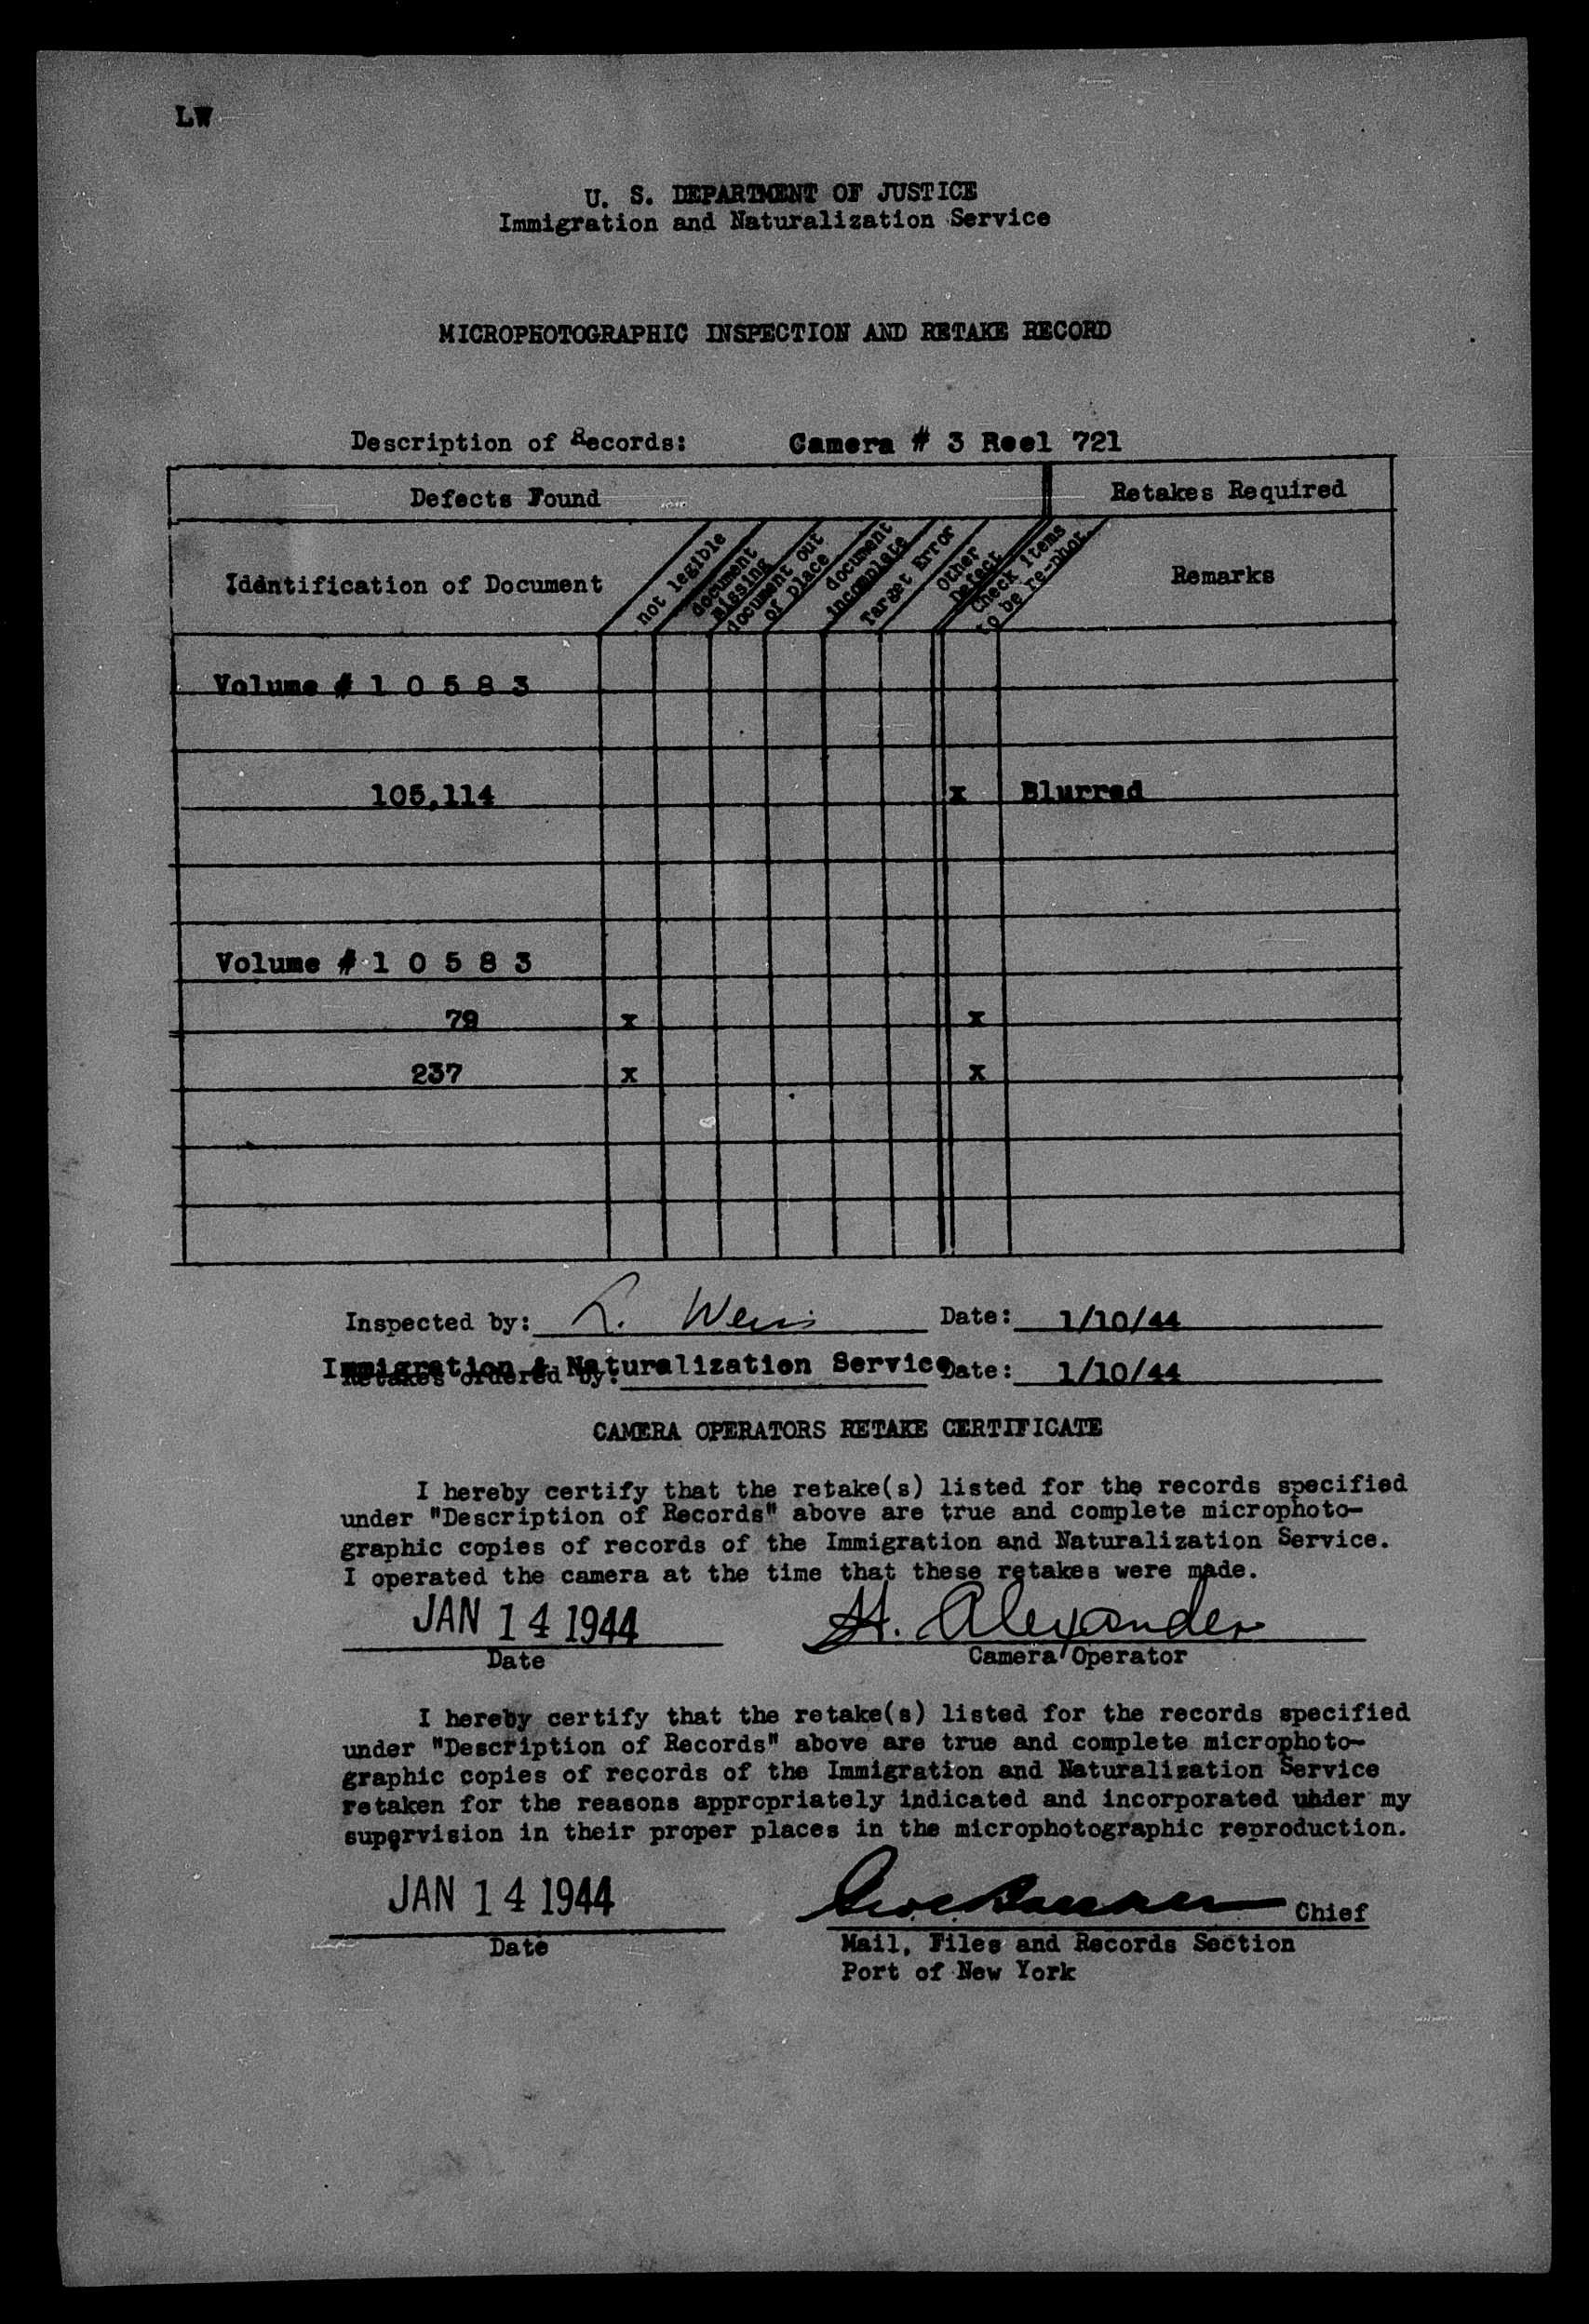 LW
U. S. DEPARTMENT OF JUSTICE
Immigration and Naturalization Service
MICROPHOTOGRAPHIC INSPECTION AND RETAKE RECORD
Description of Records: Camera # 3 Reel 721
Defects Found Retakes Required
Iddntification of Document
not legible
document missing
document out of place
document incomplete
Target Error
Other Defect
Check items to be re-phot.
Remarks
Volume # 1 0 5 8 3
105,114 x Blurred
Volume # 1 0 5 8 3
79 x x
237 x x
Inspected by: L. Weiss Date: 1/10/44
Immigration & Naturalization Service
Retakes ordered by: Date: 1/10/44
CAMERA OPERATORS RETAKE CERTIFICATE
I hereby certify that the retake(s) listed for the records specified
under "Description of Records" above are true and complete microphoto-
graphic copies of records of the Immigration and Naturalization Service.
I operated the camera at the time that these retakes were made.
JAN 14 1944 H. Alexander
Date Camera Operator
I hereby certify that the retake(s) listed for the records specified
under "Description of Records" above are true and complete microphoto-
graphic copies of records of the Immigration and Naturalization Service
retaken for the reasons appropriately indicated and incorporated under my
supervision in their proper places in the microphotographic reproduction.
JAN 14 1944 Chief
Date Mail, Files and Records Section
Port of New York